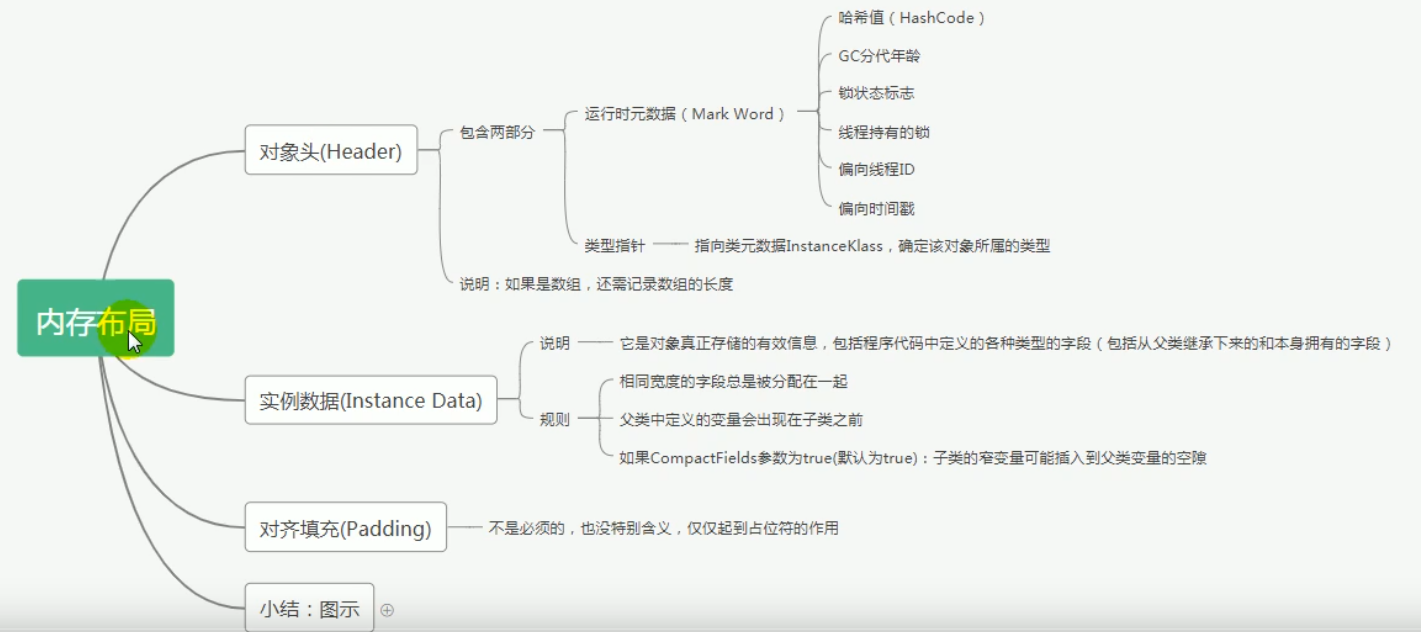 内存布局
对象头(Header)
包含两部分
运行时元数据（Mark Word）
哈希值（HashCode）
GC分代年龄
锁状态标志
线程持有的锁
偏向线程ID
偏向时间戳
类型指针
指向类元数据InstanceKlass，确定该对象所属的类型
说明：如果是数组，还需记录数组的长度
实例数据(Instance Data)
说明
它是对象真正存储的有效信息，包括程序代码中定义的各种类型的字段（包括从父类继承下来的和本身拥有的字段）
规则
相同宽度的字段总是被分配在一起
父类中定义的变量会出现在子类之前
如果CompactFields参数为true(默认为true)：子类的窄变量可能插入到父类变量的空隙
对齐填充(Padding)
不是必须的，也没特别含义，仅仅起到占位符的作用
小结：图示